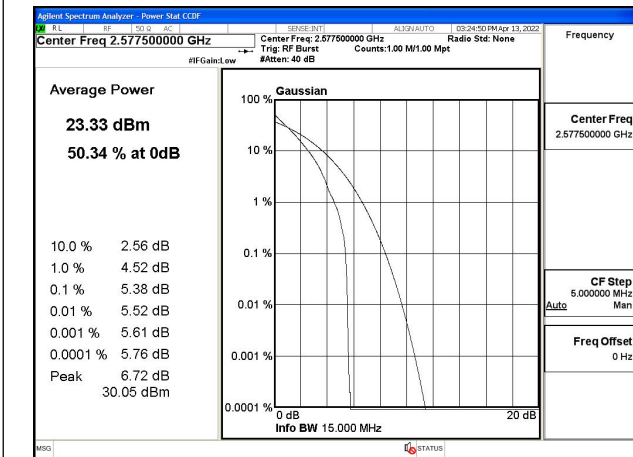 Agilent Spectrum Analyzer - Power Stat CCDF
LXI RL RF 50 Ω AC SENSE:INT ALIGNAUTO 03:24:50 PM Apr 13, 2022
Center Freq 2.577500000 GHz
#IFGain:Low
Center Freq: 2.577500000 GHz Radio Std: None
Trig: RF Burst Counts:1.00 M/1.00 Mpt
#Atten: 40 dB
Average Power
23.33 dBm
50.34 % at 0dB
10.0 % 2.56 dB
1.0 % 4.52 dB
0.1 % 5.38 dB
0.01 % 5.52 dB
0.001 % 5.61 dB
0.0001 % 5.76 dB
Peak 6.72 dB
30.05 dBm
Gaussian
100 %
10 %
1 %
0.1 %
0.01 %
0.001 %
0.0001 %
0 dB 20 dB
Info BW 15.000 MHz
Frequency
Center Freq
2.577500000 GHz
CF Step
5.000000 MHz
Auto Man
Freq Offset
0 Hz
MSG STATUS